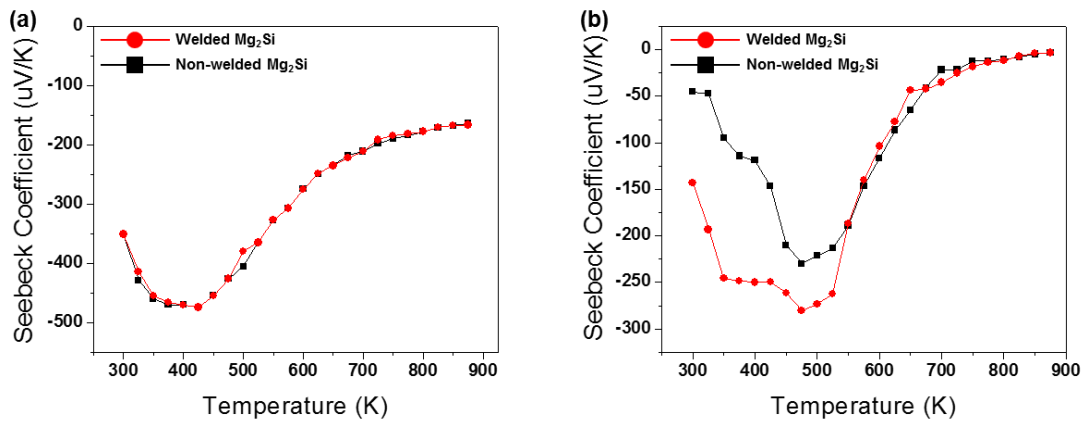 (a)
Seebeck Coefficient (uV/K)
0
-100
-200
-300
-400
-500
Welded Mg₂Si
Non-welded Mg₂Si
300 400 500 600 700 800 900
Temperature (K)
(b)
Seebeck Coefficient (uV/K)
0
-50
-100
-150
-200
-250
-300
Welded Mg₂Si
Non-welded Mg₂Si
300 400 500 600 700 800 900
Temperature (K)